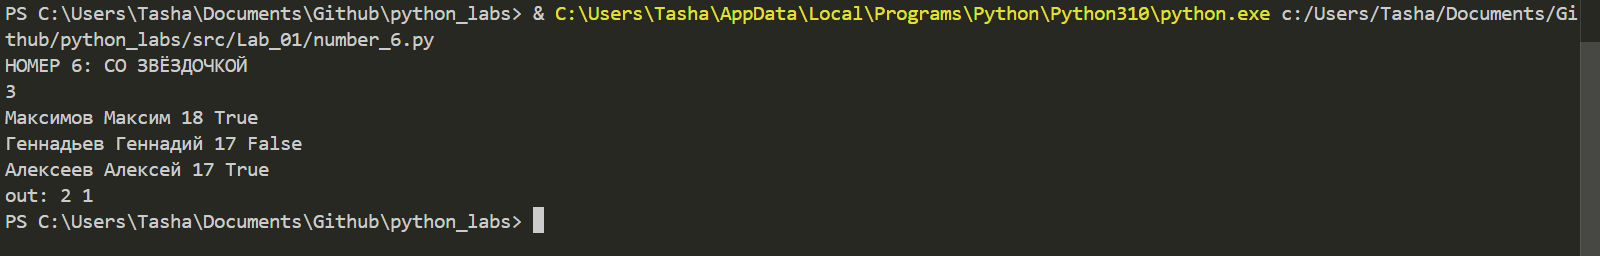 PS C:\Users\Tasha\Documents\Github\python_labs> & C:\Users\Tasha\AppData\Local\Programs\Python\Python310\python.exe c:/Users/Tasha/Documents/Gi
thub/python_labs/src/Lab_01/number_6.py
НОМЕР 6: СО ЗВЁЗДОЧКОЙ
3
Максимов Максим 18 True
Геннадьев Геннадий 17 False
Алексеев Алексей 17 True
out: 2 1
PS C:\Users\Tasha\Documents\Github\python_labs>